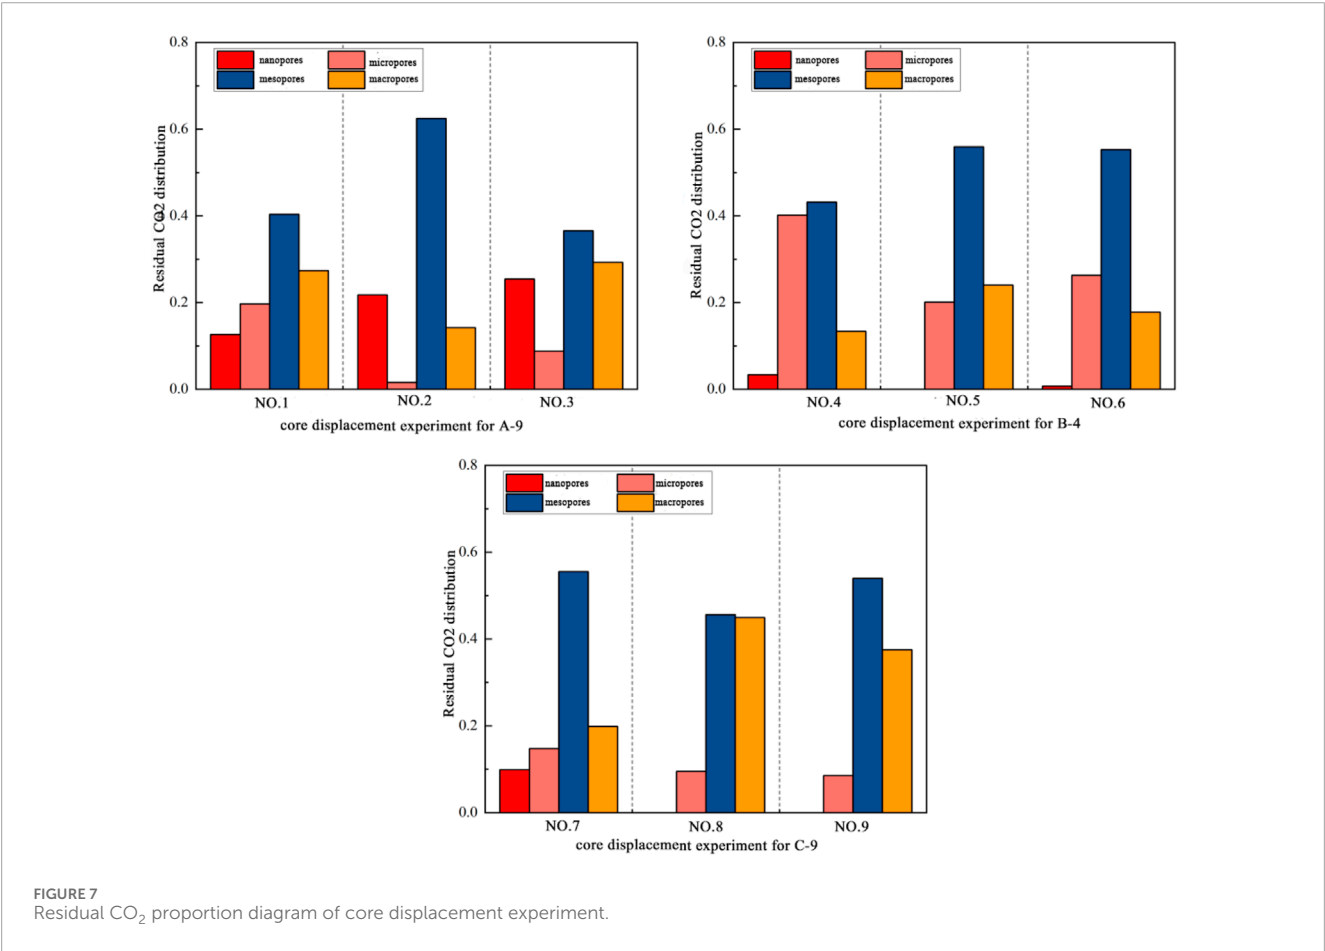 0.8
0.6
0.4
0.2
0.0
Residual CO2 distribution
nanopores
micropores
mesopores
macropores
NO.1
NO.2
NO.3
core displacement experiment for A-9
0.8
0.6
0.4
0.2
0.0
Residual CO2 distribution
nanopores
micropores
mesopores
macropores
NO.4
NO.5
NO.6
core displacement experiment for B-4
0.8
0.6
0.4
0.2
0.0
Residual CO2 distribution
nanopores
micropores
mesopores
macropores
NO.7
NO.8
NO.9
core displacement experiment for C-9
FIGURE 7
Residual CO₂ proportion diagram of core displacement experiment.